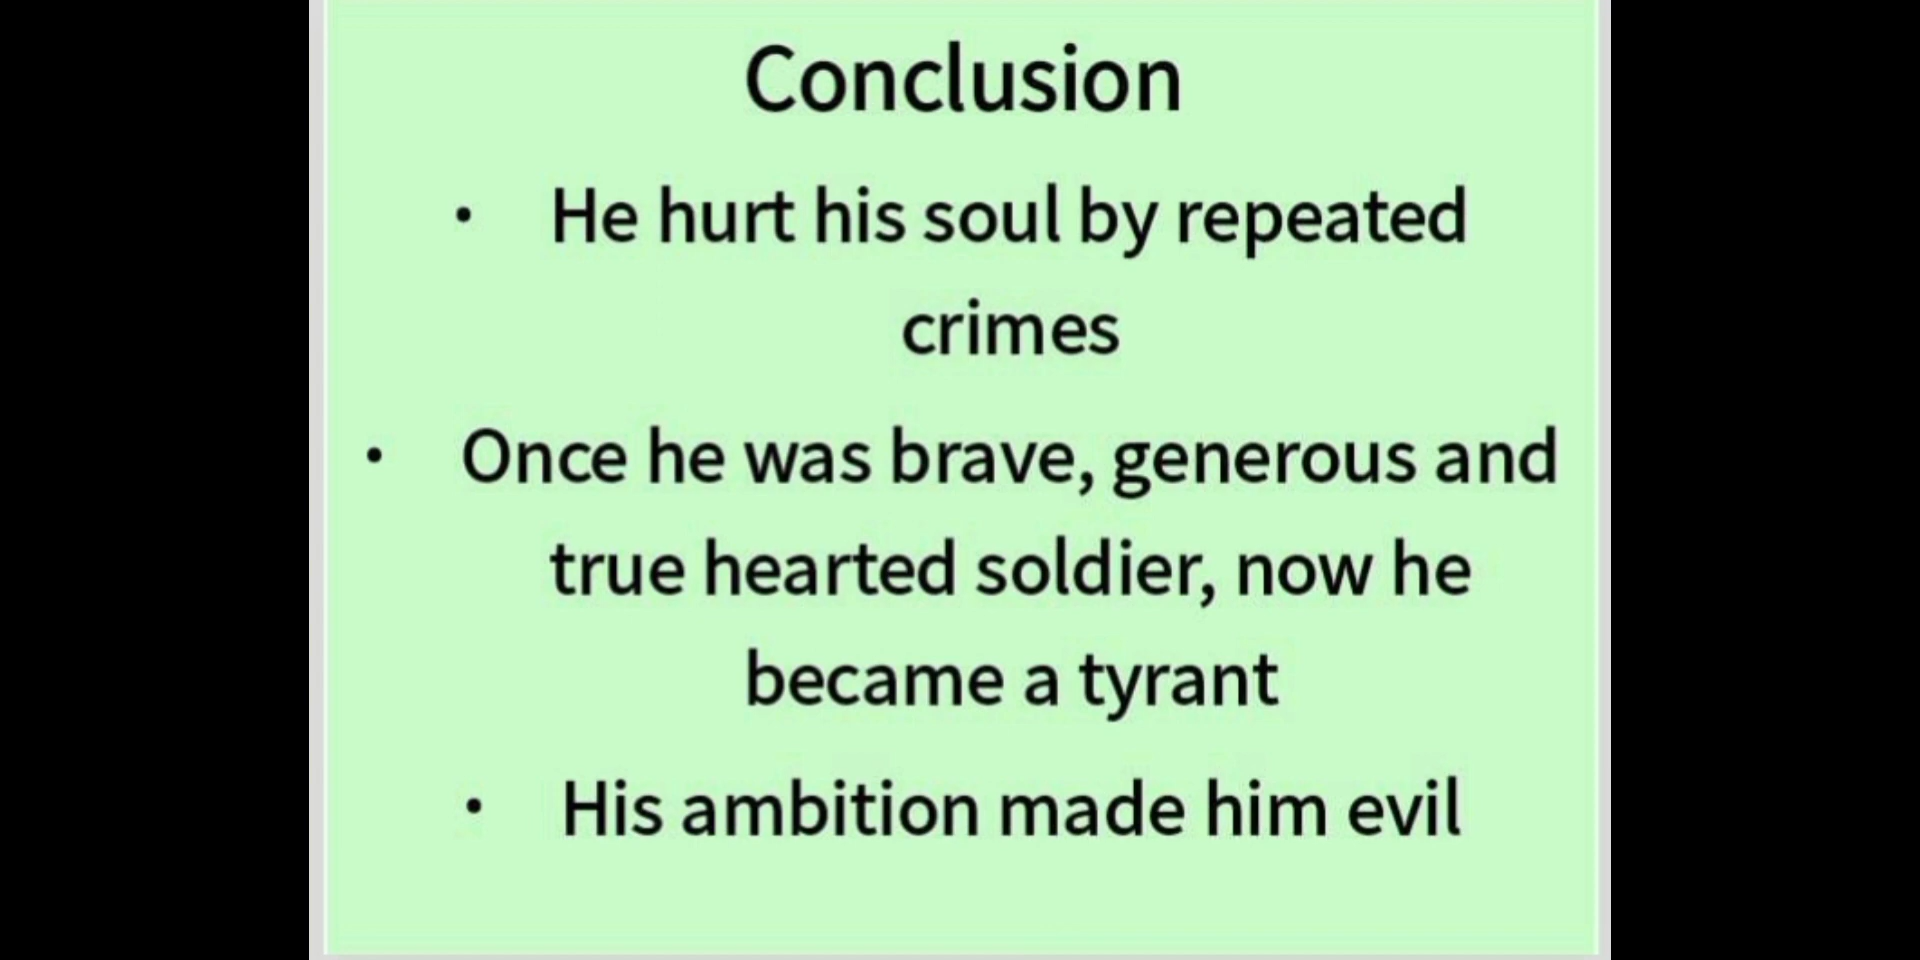 Conclusion
• He hurt his soul by repeated
crimes
• Once he was brave, generous and
true hearted soldier, now he
became a tyrant
• His ambition made him evil